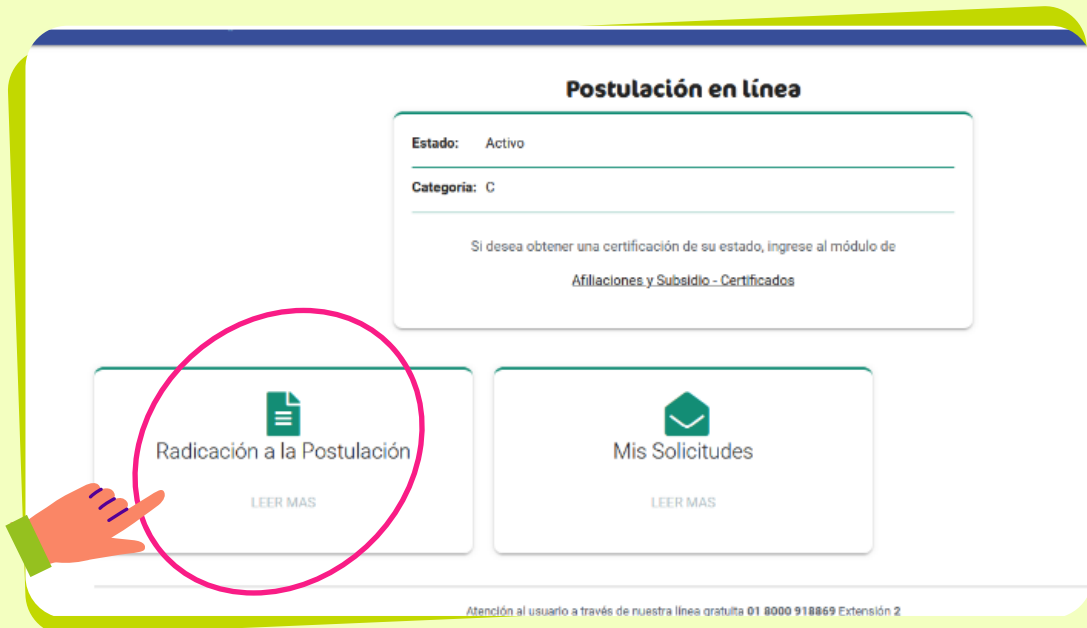 Postulación en línea
Estado: Activo
Categoría: C
Si desea obtener una certificación de su estado, ingrese al módulo de
Afiliaciones y Subsidio - Certificados
Radicación a la Postulación
LEER MAS
Mis Solicitudes
LEER MAS
Atención al usuario a través de nuestra línea gratuita 01 8000 918869 Extensión 2